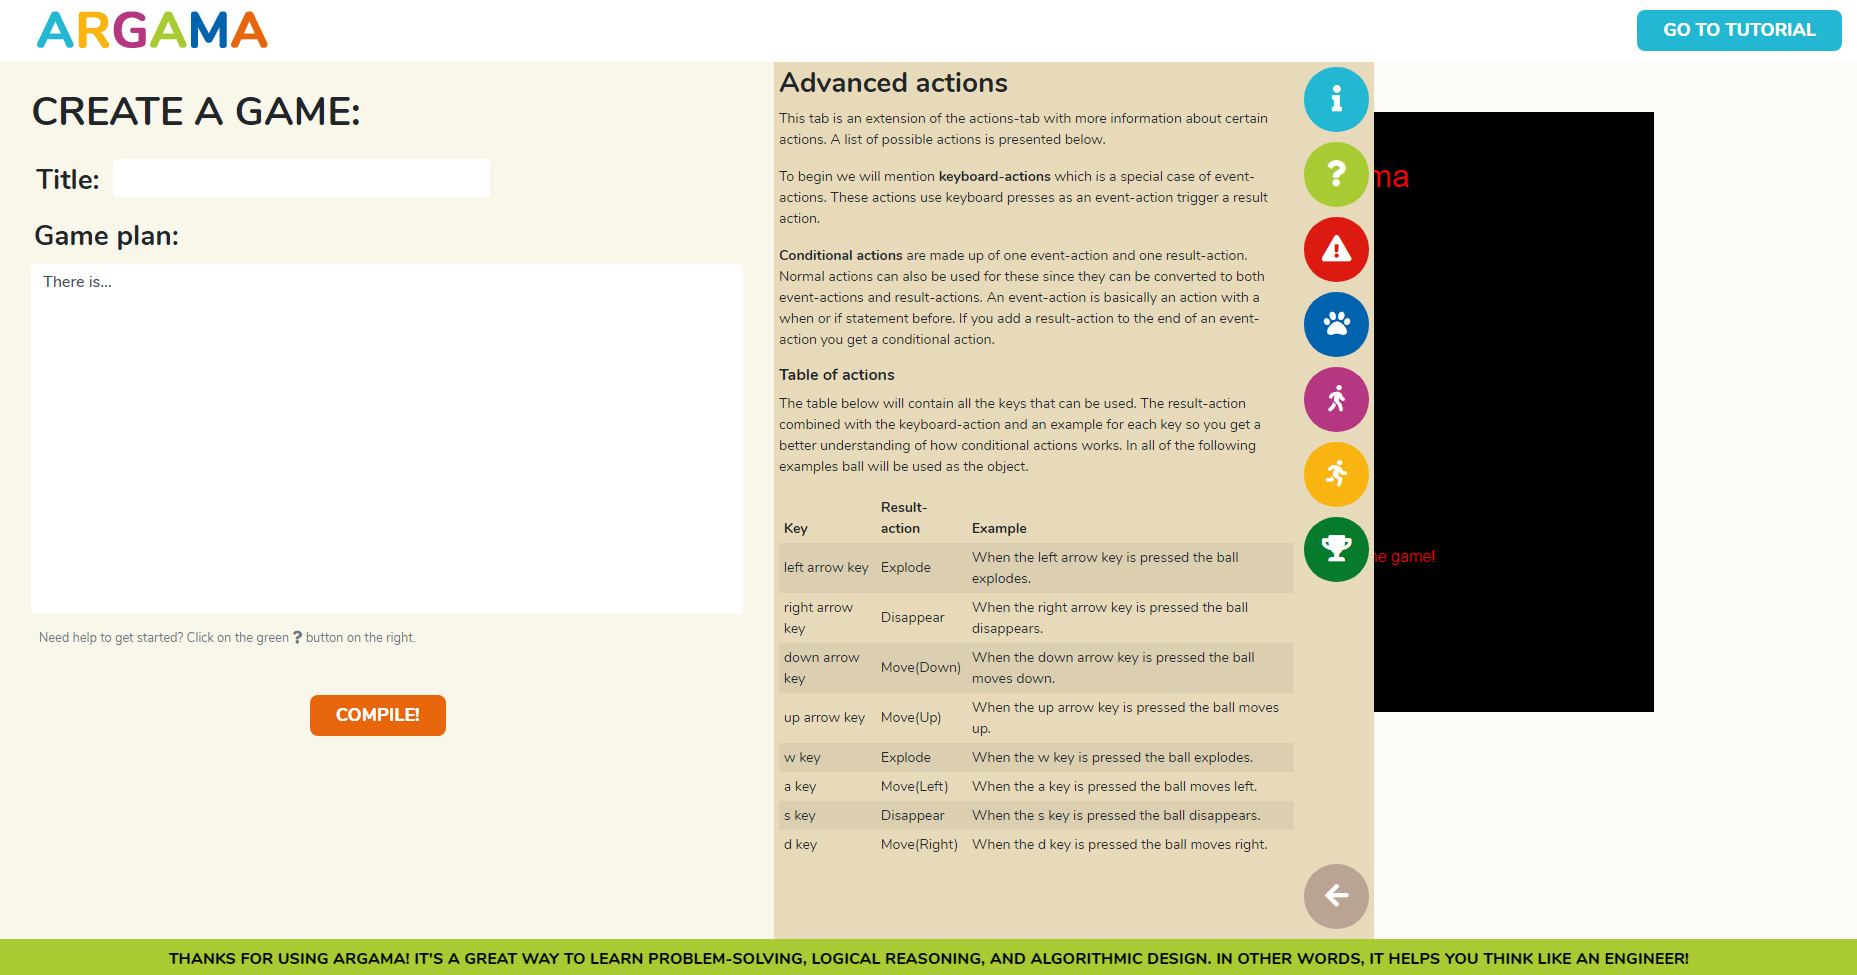 ARGAMA
GO TO TUTORIAL
CREATE A GAME:
Title:
Game plan:
There is...
Need help to get started? Click on the green ? button on the right.
COMPILE!
Advanced actions
This tab is an extension of the actions-tab with more information about certain
actions. A list of possible actions is presented below.
To begin we will mention keyboard-actions which is a special case of event-
actions. These actions use keyboard presses as an event-action trigger a result
action.
Conditional actions are made up of one event-action and one result-action.
Normal actions can also be used for these since they can be converted to both
event-actions and result-actions. An event-action is basically an action with a
when or if statement before. If you add a result-action to the end of an event-
action you get a conditional action.
Table of actions
The table below will contain all the keys that can be used. The result-action
combined with the keyboard-action and an example for each key so you get a
better understanding of how conditional actions works. In all of the following
examples ball will be used as the object.
Key Result-action Example
left arrow key Explode When the left arrow key is pressed the ball explodes.
right arrow key Disappear When the right arrow key is pressed the ball disappears.
down arrow key Move(Down) When the down arrow key is pressed the ball moves down.
up arrow key Move(Up) When the up arrow key is pressed the ball moves up.
w key Explode When the w key is pressed the ball explodes.
a key Move(Left) When the a key is pressed the ball moves left.
s key Disappear When the s key is pressed the ball disappears.
d key Move(Right) When the d key is pressed the ball moves right.
ma
he game!
THANKS FOR USING ARGAMA! IT'S A GREAT WAY TO LEARN PROBLEM-SOLVING, LOGICAL REASONING, AND ALGORITHMIC DESIGN. IN OTHER WORDS, IT HELPS YOU THINK LIKE AN ENGINEER!